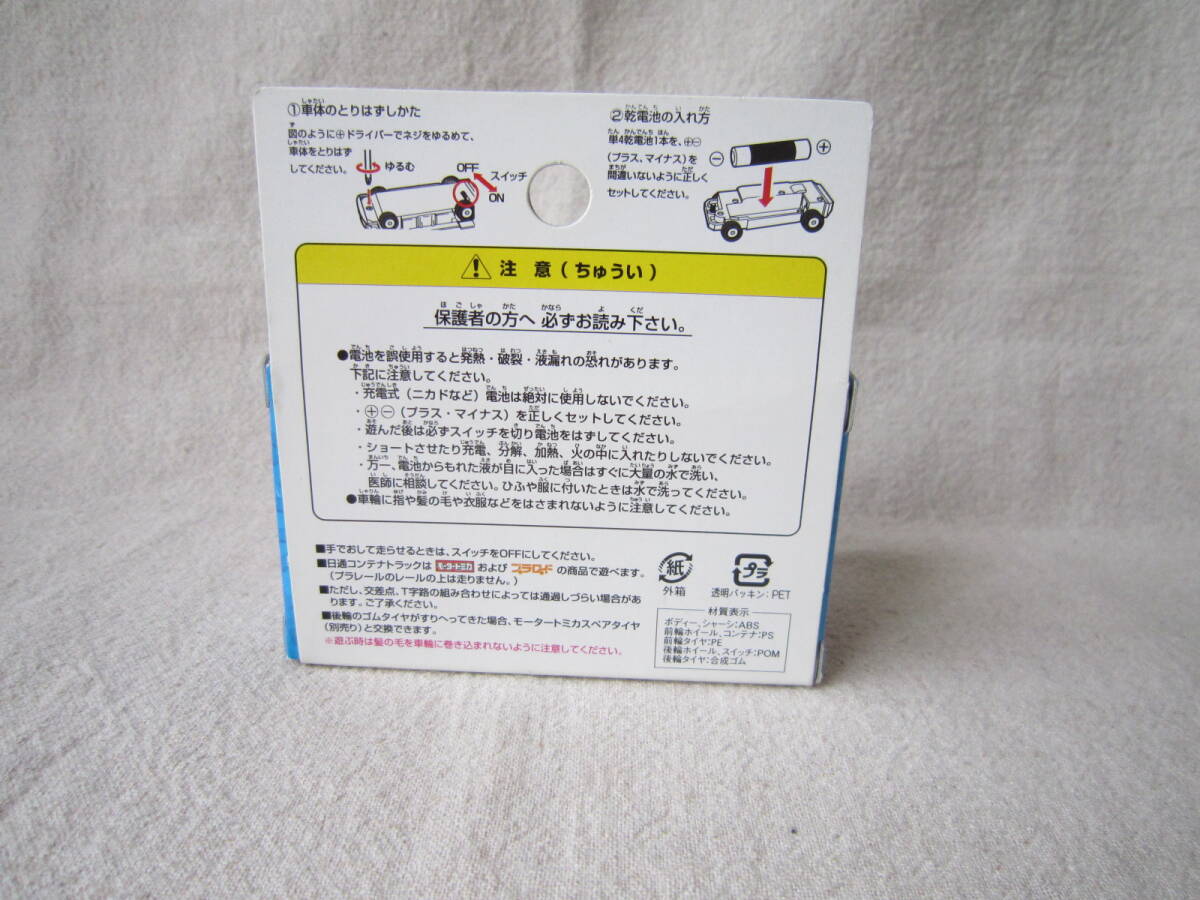 ①車体のとりはずしかた
図のように⊕ドライバーでネジをゆるめて、
車体をとりはず
してください。
ゆるむ
OFF
スイッチ
ON
②乾電池の入れ方
単4乾電池1本を、⊕⊖
(プラス、マイナス)を
間違いないように正しく
セットしてください。
⊖
⊕
注 意(ちゅうい)
保護者の方へ 必ずお読み下さい。
●電池を誤使用すると発熱・破裂・液漏れの恐れがあります。
下記に注意してください。
・充電式(ニカドなど)電池は絶対に使用しないでください。
・⊕⊖(プラス・マイナス)を正しくセットしてください。
・遊んだ後は必ずスイッチを切り電池をはずしてください。
・ショートさせたり充電、分解、加熱、火の中に入れたりしないでください。
・万一、電池からもれた液が目に入った場合はすぐに大量の水で洗い、
医師に相談してください。ひふや服に付いたときは水で洗ってください。
●車輪に指や髪の毛や衣服などをはさまれないように注意してください。
■手でおして走らせるときは、スイッチをOFFにしてください。
■日通コンテナトラックは モータートミカ および プラロード の商品で遊べます。
(プラレールのレールの上は走りません。)
■ただし、交差点、T字路の組み合わせによっては通過しづらい場合があ
ります。ご了承ください。
■後輪のゴムタイヤがすりへってきた場合、モータートミカスペアタイヤ
(別売り)と交換できます。
※遊ぶ時は髪の毛を車輪に巻き込まれないように注意してください。
紙
外箱
プラ
透明パッキン:PET
材質表示
ボディー、シャーシ:ABS
前輪ホイール、コンテナ:PS
前輪タイヤ:PE
後輪ホイール、スイッチ:POM
後輪タイヤ:合成ゴム